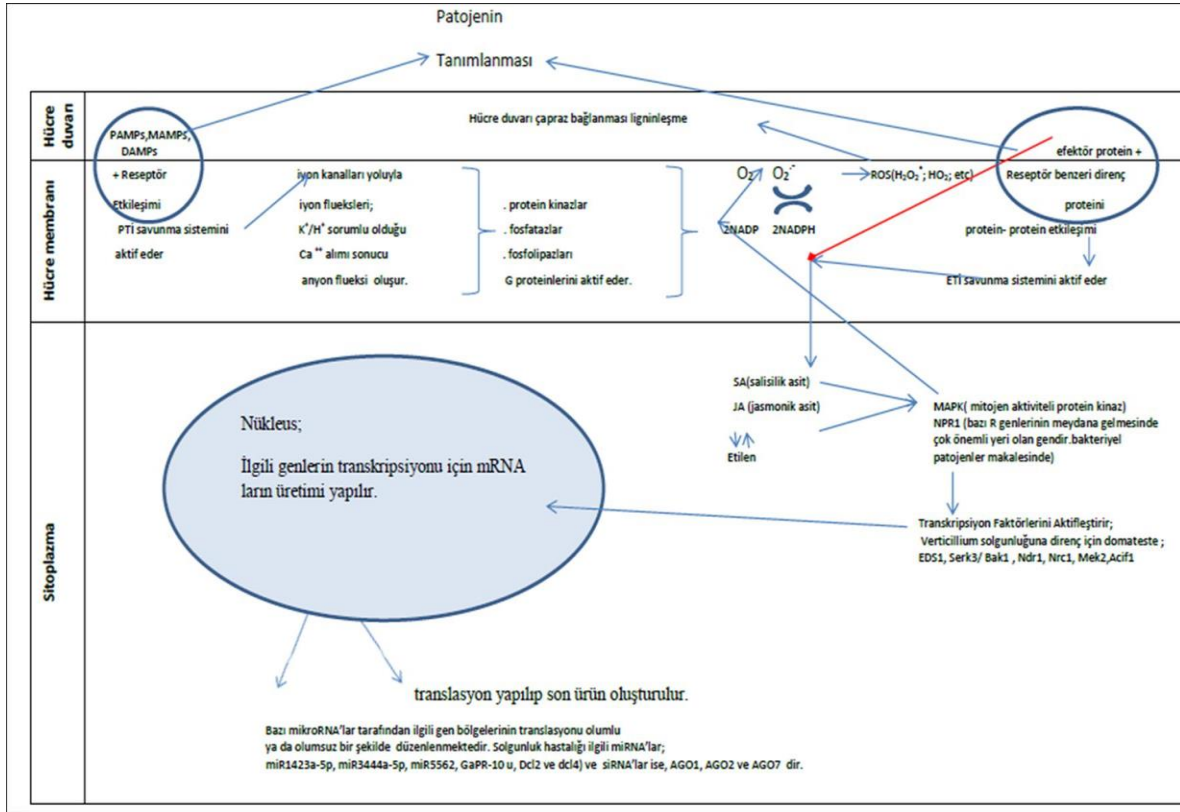 Patojenin
Tanımlanması
Hücre duvarı
PAMPs,MAMPs,
DAMPs
Hücre duvarı çapraz bağlanması ligninleşme
efektör protein +
Hücre membranı
+ Reseptör
Etkileşimi
PTİ savunma sistemini
aktif eder
iyon kanalları yoluyla
iyon flueksleri;
K⁺/H⁺ sorumlu olduğu
Ca ⁺⁺ alımı sonucu
anyon flueksi oluşur.
. protein kinazlar
. fosfatazlar
. fosfolipazları
G proteinlerini aktif eder.
O₂ O₂˙⁻
2NADP 2NADPH
ROS(H₂O₂˙; HO₂; etc)
Reseptör benzeri direnç
proteini
protein- protein etkileşimi
ETİ savunma sistemini aktif eder
Sitoplazma
Nükleus;
İlgili genlerin transkripsiyonu için mRNA
ların üretimi yapılır.
SA(salisilik asit)
JA (jasmonik asit)
Etilen
MAPK( mitojen aktiviteli protein kinaz)
NPR1 (bazı R genlerinin meydana gelmesinde
çok önemli yeri olan gendir.bakteriyel
patojenler makalesinde)
Transkripsiyon Faktörlerini Aktifleştirir;
Verticillium solgunluğuna direnç için domateste ;
EDS1, Serk3/ Bak1 , Ndr1, Nrc1, Mek2,Acif1
translasyon yapılıp son ürün oluşturulur.
Bazı mikroRNA'lar tarafından ilgili gen bölgelerinin translasyonu olumlu
ya da olumsuz bir şekilde düzenlenmektedir. Solgunluk hastalığı ilgili miRNA'lar;
miR1423a-5p, miR3444a-5p, miR5562, GaPR-10 u, Dcl2 ve dcl4) ve siRNA'lar ise, AGO1, AGO2 ve AGO7 dir.